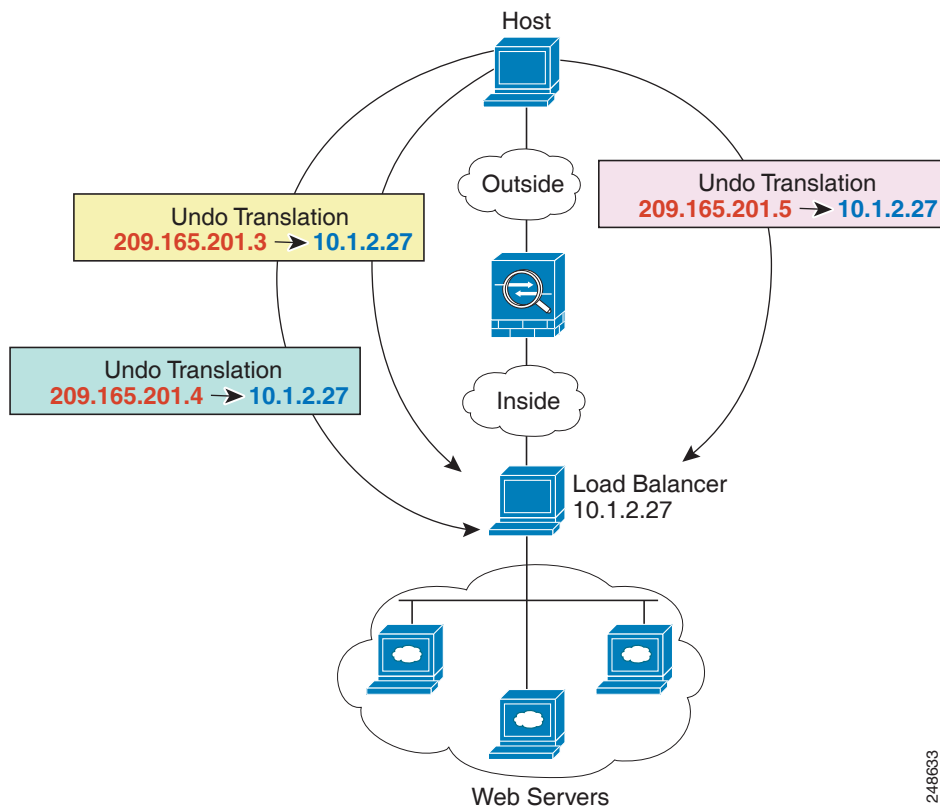 Host
Outside
Undo Translation
209.165.201.3 → 10.1.2.27
Undo Translation
209.165.201.5 → 10.1.2.27
Undo Translation
209.165.201.4 → 10.1.2.27
Inside
Load Balancer
10.1.2.27
Web Servers
248633